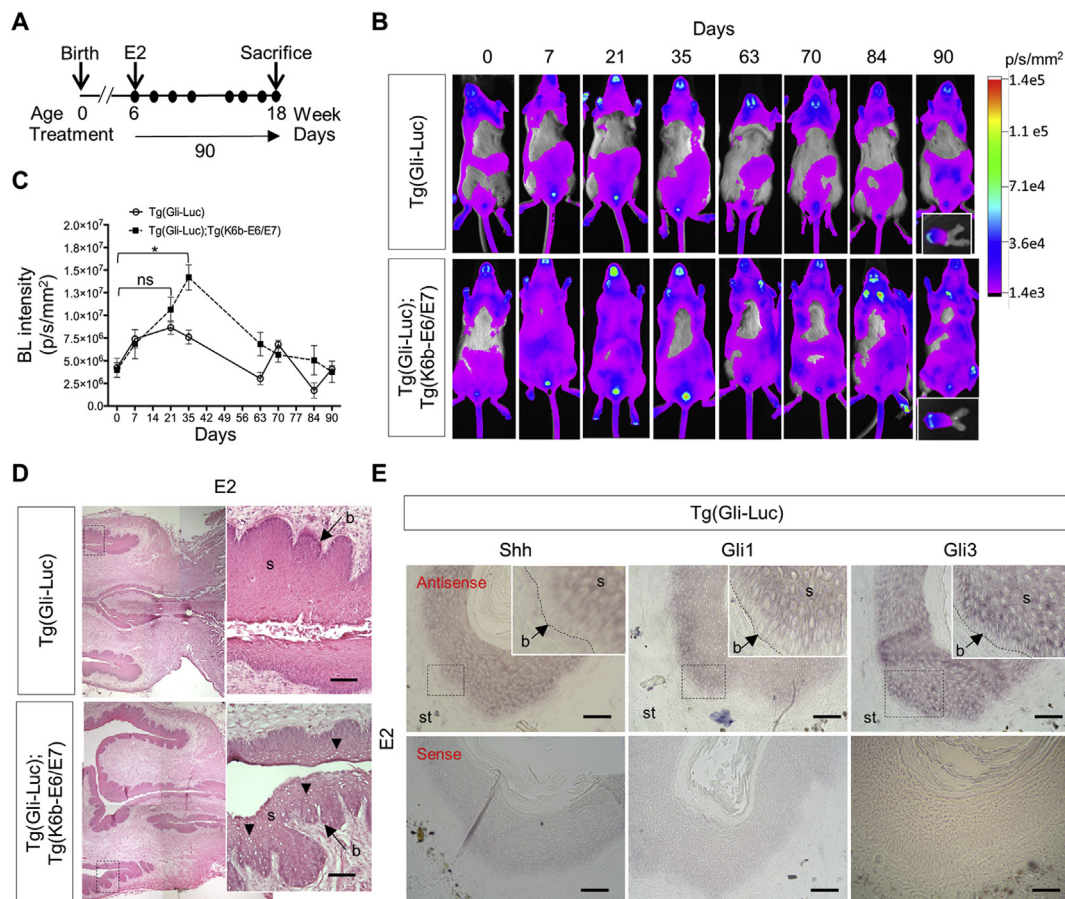 A
Birth E2 Sacrifice
Age 0 6 18 Week
Treatment Days
90
B
Days
0 7 21 35 63 70 84 90
p/s/mm²
1.4e5
1.1 e5
7.1e4
3.6e4
1.4e3
Tg(Gli-Luc)
Tg(Gli-Luc);
Tg(K6b-E6/E7)
C
Tg(Gli-Luc)
Tg(Gli-Luc);Tg(K6b-E6/E7)
BL intensity
(p/s/mm²)
2.0×10⁷
1.8×10⁷
1.5×10⁷
1.3×10⁷
1.0×10⁷
7.5×10⁶
5.0×10⁶
2.5×10⁶
0.0
*
ns
0 7 14 21 28 35 42 49 56 63 70 77 84 90
Days
D
E2
Tg(Gli-Luc)
b
s
Tg(Gli-Luc);
Tg(K6b-E6/E7)
s
b
E
Tg(Gli-Luc)
Shh Gli1 Gli3
E2
Antisense
s
b
st
s
b
st
s
b
st
Sense